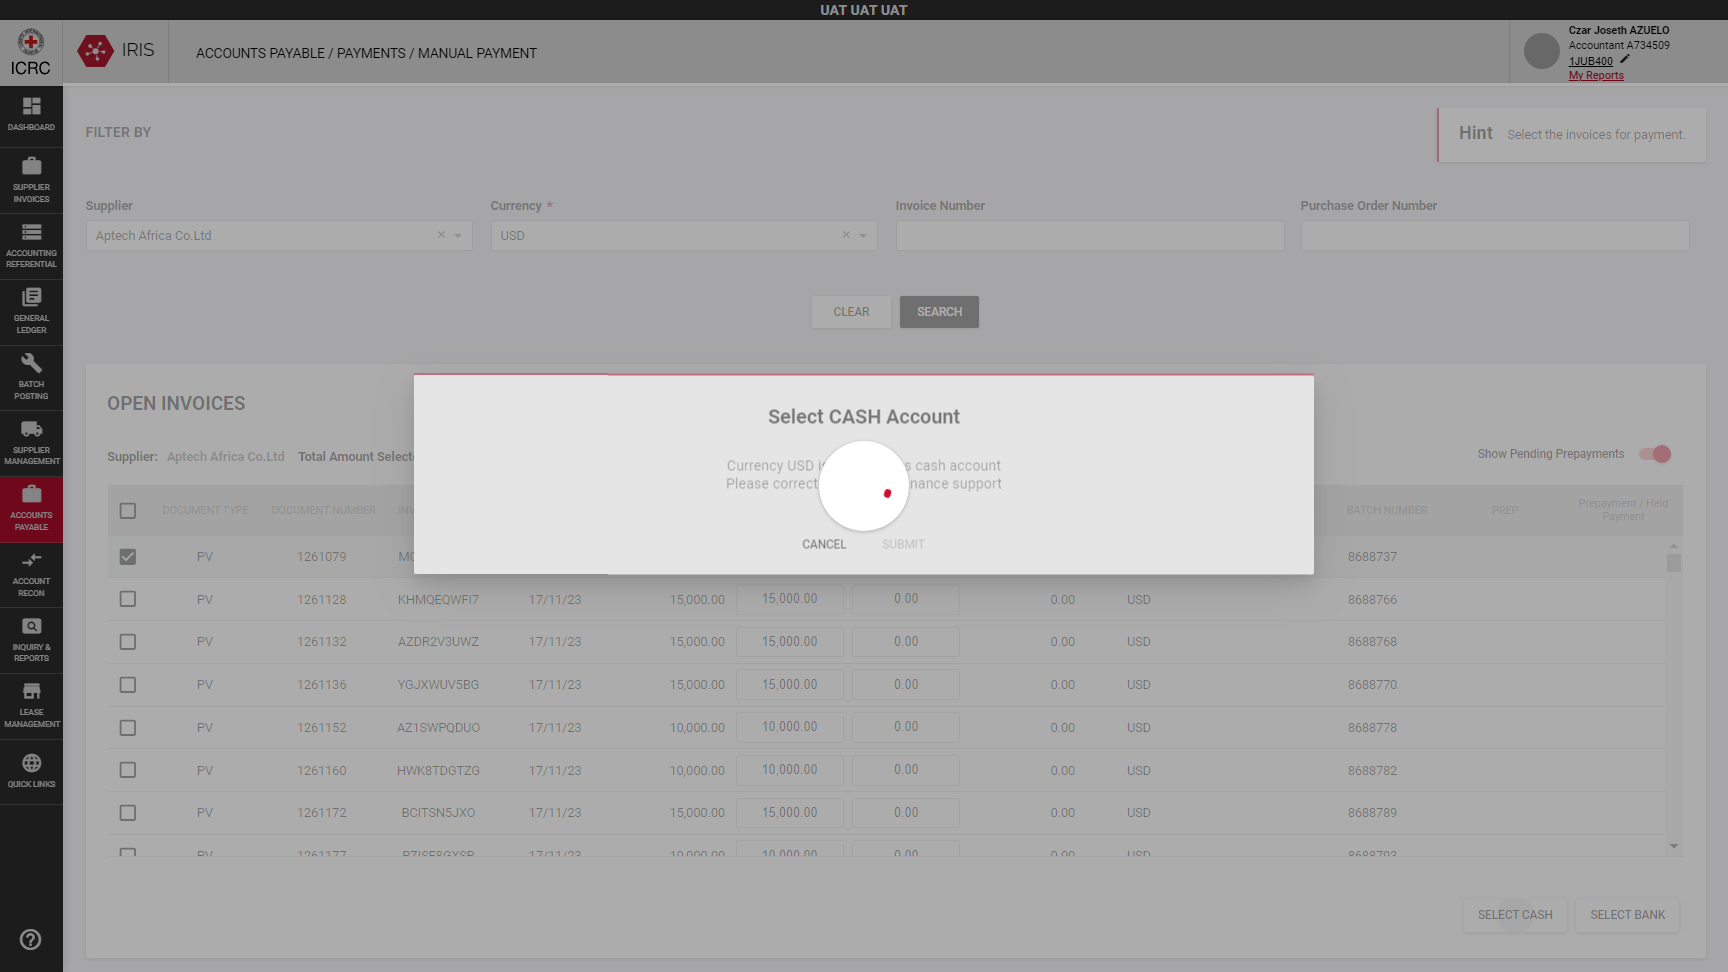 UAT UAT UAT
ICRC
IRIS
ACCOUNTS PAYABLE / PAYMENTS / MANUAL PAYMENT
Czar Joseth AZUELO
Accountant A734509
1JUB400
My Reports
DASHBOARD
SUPPLIER
INVOICES
ACCOUNTING
REFERENTIAL
GENERAL
LEDGER
BATCH
POSTING
SUPPLIER
MANAGEMENT
ACCOUNTS
PAYABLE
ACCOUNT
RECON
INQUIRY &
REPORTS
LEASE
MANAGEMENT
QUICK LINKS
FILTER BY
Hint Select the invoices for payment.
Supplier Currency * Invoice Number Purchase Order Number
Aptech Africa Co.Ltd USD
CLEAR SEARCH
OPEN INVOICES
Supplier: Aptech Africa Co.Ltd Total Amount
Show Pending Prepayments
Select CASH Account
Currency USD cash account
Please correct support
CANCEL SUBMIT
DOCUMENT TYPE DOCUMENT NUMBER BATCH NUMBER PREP Prepayment / Held
Payment
PV 1261079 8688737
PV 1261128 KHMQEQWFI7 17/11/23 15,000.00 15,000.00 0.00 0.00 USD 8688766
PV 1261132 AZDR2V3UWZ 17/11/23 15,000.00 15,000.00 0.00 0.00 USD 8688768
PV 1261136 YGJXWUV5BG 17/11/23 15,000.00 15,000.00 0.00 0.00 USD 8688770
PV 1261152 AZ1SWPQDUO 17/11/23 10,000.00 10,000.00 0.00 0.00 USD 8688778
PV 1261160 HWK8TDGTZG 17/11/23 10,000.00 10,000.00 0.00 0.00 USD 8688782
PV 1261172 BCITSN5JXO 17/11/23 15,000.00 15,000.00 0.00 0.00 USD 8688789
PV 1261177 17/11/23 10,000.00 10,000.00 0.00 0.00 USD 8688793
SELECT CASH SELECT BANK